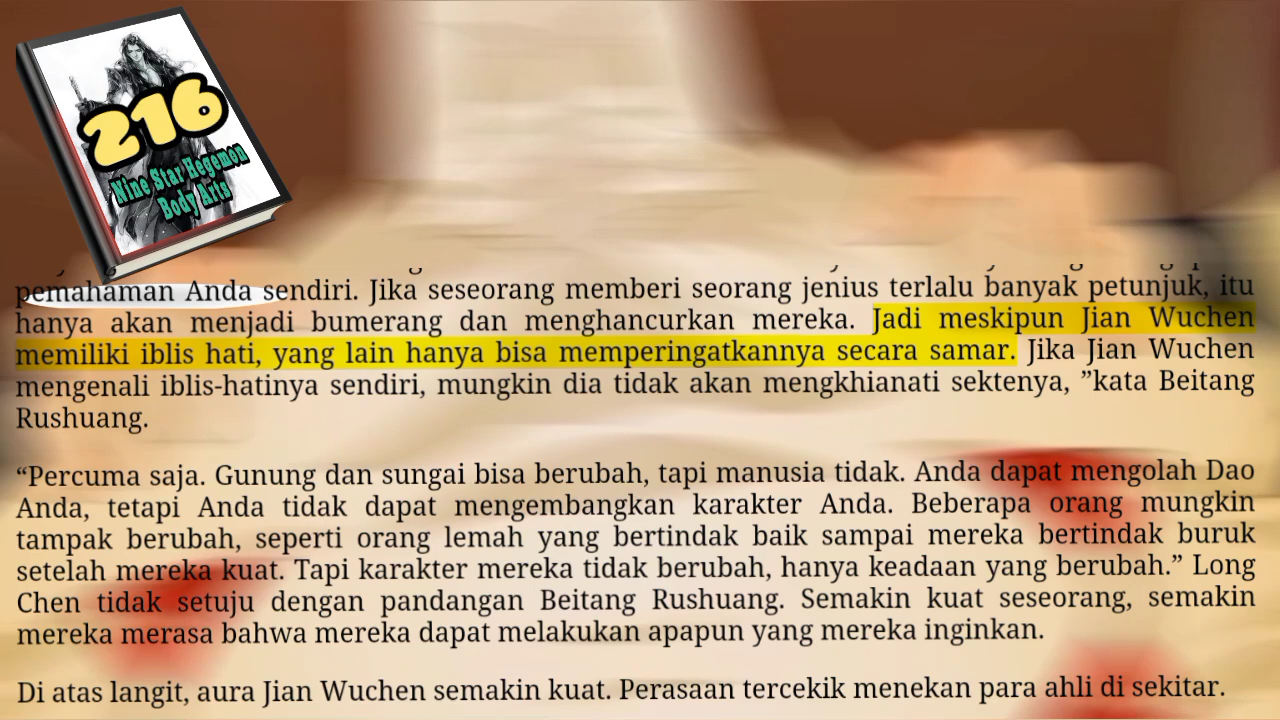 216
Nine Star Hegemon
Body Arts
pemahaman Anda sendiri. Jika seseorang memberi seorang jenius terlalu banyak petunjuk, itu
hanya akan menjadi bumerang dan menghancurkan mereka. Jadi meskipun Jian Wuchen
memiliki iblis hati, yang lain hanya bisa memperingatkannya secara samar. Jika Jian Wuchen
mengenali iblis-hatinya sendiri, mungkin dia tidak akan mengkhianati sektenya, ”kata Beitang
Rushuang.
“Percuma saja. Gunung dan sungai bisa berubah, tapi manusia tidak. Anda dapat mengolah Dao
Anda, tetapi Anda tidak dapat mengembangkan karakter Anda. Beberapa orang mungkin
tampak berubah, seperti orang lemah yang bertindak baik sampai mereka bertindak buruk
setelah mereka kuat. Tapi karakter mereka tidak berubah, hanya keadaan yang berubah.” Long
Chen tidak setuju dengan pandangan Beitang Rushuang. Semakin kuat seseorang, semakin
mereka merasa bahwa mereka dapat melakukan apapun yang mereka inginkan.
Di atas langit, aura Jian Wuchen semakin kuat. Perasaan tercekik menekan para ahli di sekitar.